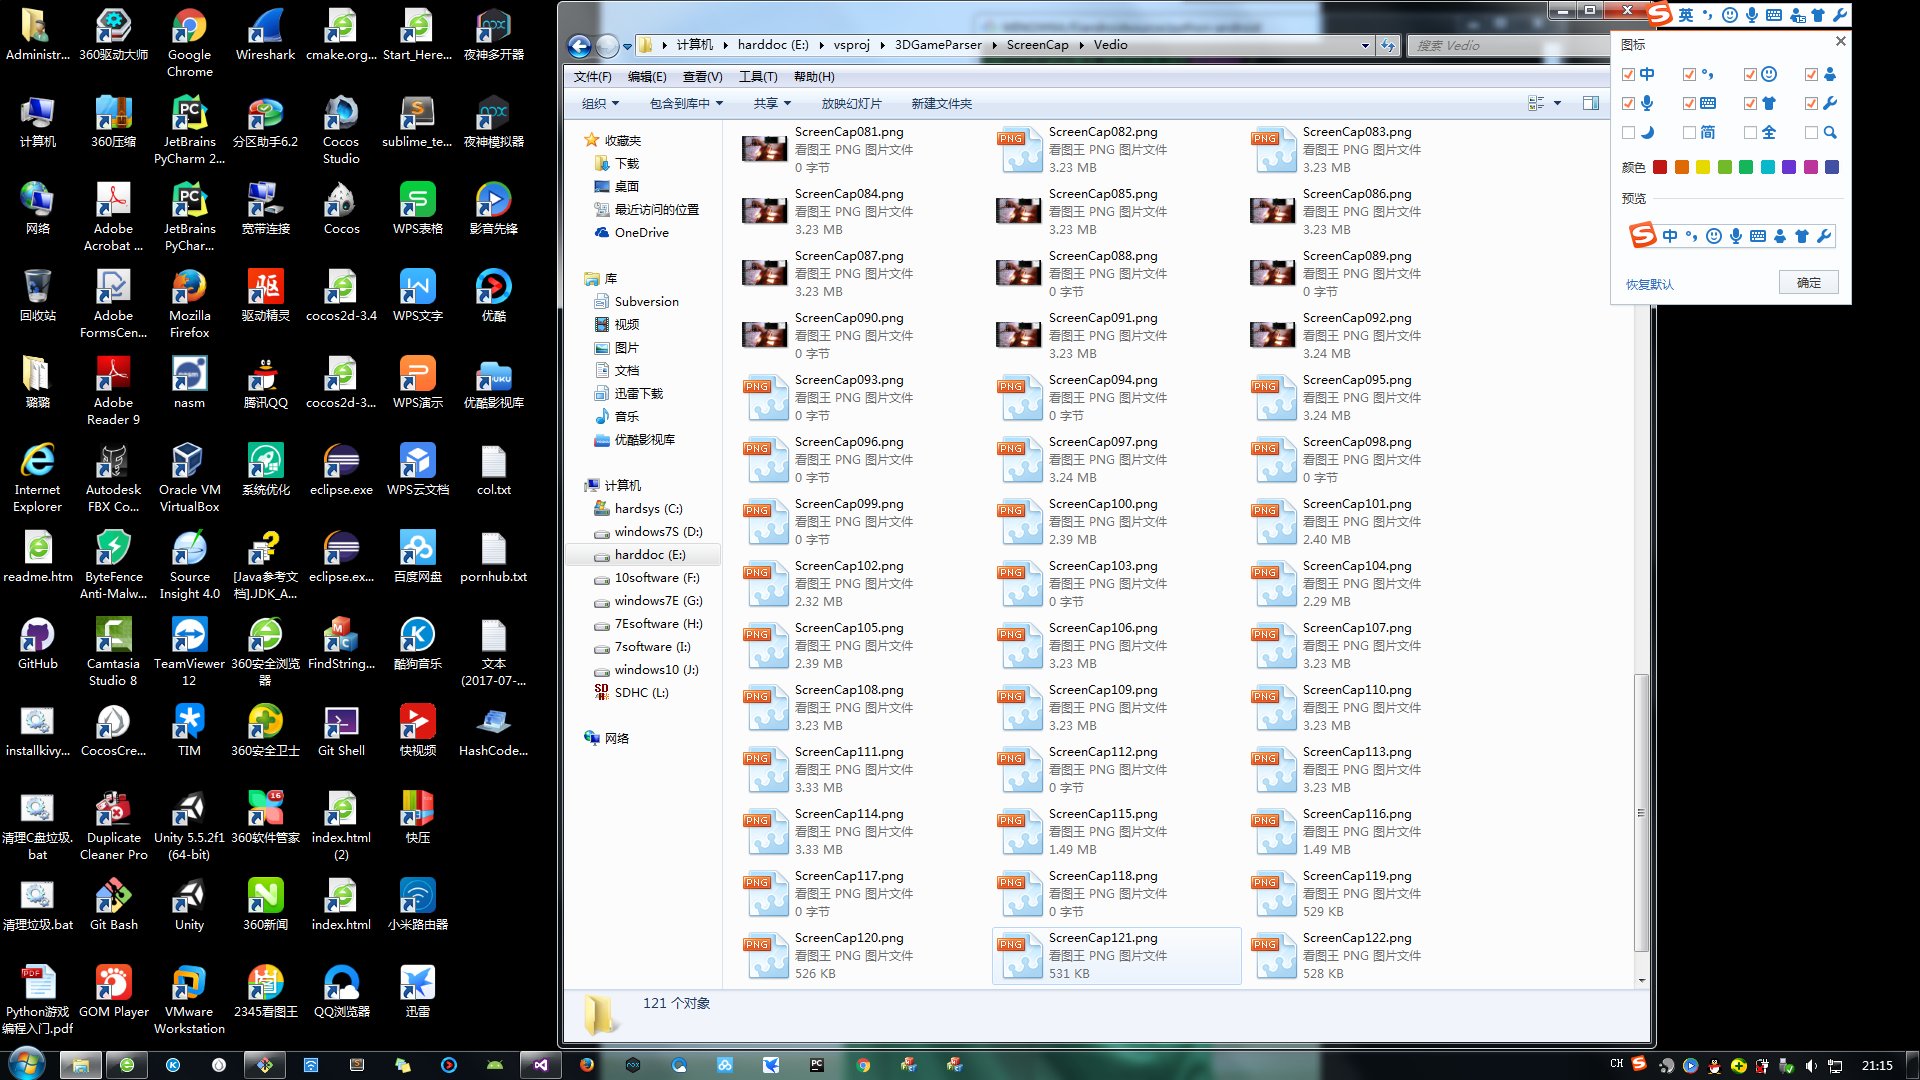 Administr...
360驱动大师
Google Chrome
Wireshark
cmake.org...
Start_Here...
夜神多开器
计算机
360压缩
JetBrains PyCharm 2...
分区助手6.2
Cocos Studio
sublime_te...
夜神模拟器
网络
Adobe Acrobat ...
JetBrains PyChar...
宽带连接
Cocos
WPS表格
影音先锋
回收站
Adobe FormsCen...
Mozilla Firefox
驱动精灵
cocos2d-3.4
WPS文字
优酷
璐璐
Adobe Reader 9
nasm
腾讯QQ
cocos2d-3...
WPS演示
优酷影视库
Internet Explorer
Autodesk FBX Co...
Oracle VM VirtualBox
系统优化
eclipse.exe
WPS云文档
col.txt
readme.htm
ByteFence Anti-Malw...
Source Insight 4.0
[Java参考文档].JDK_A...
eclipse.ex...
百度网盘
pornhub.txt
GitHub
Camtasia Studio 8
TeamViewer 12
360安全浏览器
FindString...
酷狗音乐
文本 (2017-07-...
installkivy...
CocosCre...
TIM
360安全卫士
Git Shell
快视频
HashCode...
清理C盘垃圾.bat
Duplicate Cleaner Pro
Unity 5.5.2f1 (64-bit)
360软件管家
index.html (2)
快压
清理垃圾.bat
Git Bash
Unity
360新闻
index.html
小米路由器
Python游戏编程入门.pdf
GOM Player
VMware Workstation
2345看图王
QQ浏览器
迅雷
计算机 harddoc (E:) vsproj 3DGameParser ScreenCap Vedio
搜索 Vedio
文件(F) 编辑(E) 查看(V) 工具(T) 帮助(H)
组织 包含到库中 共享 放映幻灯片 新建文件夹
收藏夹
下载
桌面
最近访问的位置
OneDrive
库
Subversion
视频
图片
文档
迅雷下载
音乐
优酷影视库
计算机
hardsys (C:)
windows7S (D:)
harddoc (E:)
10software (F:)
windows7E (G:)
7Esoftware (H:)
7software (I:)
windows10 (J:)
SDHC (L:)
网络
ScreenCap081.png ScreenCap082.png ScreenCap083.png
看图王 PNG 图片文件 看图王 PNG 图片文件 看图王 PNG 图片文件
0 字节 3.23 MB 3.23 MB
ScreenCap084.png ScreenCap085.png ScreenCap086.png
看图王 PNG 图片文件 看图王 PNG 图片文件 看图王 PNG 图片文件
3.23 MB 3.23 MB 3.23 MB
ScreenCap087.png ScreenCap088.png ScreenCap089.png
看图王 PNG 图片文件 看图王 PNG 图片文件 看图王 PNG 图片文件
3.23 MB 0 字节 0 字节
ScreenCap090.png ScreenCap091.png ScreenCap092.png
看图王 PNG 图片文件 看图王 PNG 图片文件 看图王 PNG 图片文件
0 字节 3.23 MB 3.24 MB
ScreenCap093.png ScreenCap094.png ScreenCap095.png
看图王 PNG 图片文件 看图王 PNG 图片文件 看图王 PNG 图片文件
0 字节 0 字节 3.24 MB
ScreenCap096.png ScreenCap097.png ScreenCap098.png
看图王 PNG 图片文件 看图王 PNG 图片文件 看图王 PNG 图片文件
0 字节 3.24 MB 0 字节
ScreenCap099.png ScreenCap100.png ScreenCap101.png
看图王 PNG 图片文件 看图王 PNG 图片文件 看图王 PNG 图片文件
0 字节 2.39 MB 2.40 MB
ScreenCap102.png ScreenCap103.png ScreenCap104.png
看图王 PNG 图片文件 看图王 PNG 图片文件 看图王 PNG 图片文件
2.32 MB 0 字节 2.29 MB
ScreenCap105.png ScreenCap106.png ScreenCap107.png
看图王 PNG 图片文件 看图王 PNG 图片文件 看图王 PNG 图片文件
2.39 MB 3.23 MB 3.23 MB
ScreenCap108.png ScreenCap109.png ScreenCap110.png
看图王 PNG 图片文件 看图王 PNG 图片文件 看图王 PNG 图片文件
3.23 MB 3.23 MB 3.23 MB
ScreenCap111.png ScreenCap112.png ScreenCap113.png
看图王 PNG 图片文件 看图王 PNG 图片文件 看图王 PNG 图片文件
3.33 MB 0 字节 3.23 MB
ScreenCap114.png ScreenCap115.png ScreenCap116.png
看图王 PNG 图片文件 看图王 PNG 图片文件 看图王 PNG 图片文件
3.33 MB 1.49 MB 1.49 MB
ScreenCap117.png ScreenCap118.png ScreenCap119.png
看图王 PNG 图片文件 看图王 PNG 图片文件 看图王 PNG 图片文件
0 字节 0 字节 529 KB
ScreenCap120.png ScreenCap121.png ScreenCap122.png
看图王 PNG 图片文件 看图王 PNG 图片文件 看图王 PNG 图片文件
526 KB 531 KB 528 KB
121 个对象
英
图标
中
简 全
颜色
预览
中
恢复默认
确定
CH
21:15